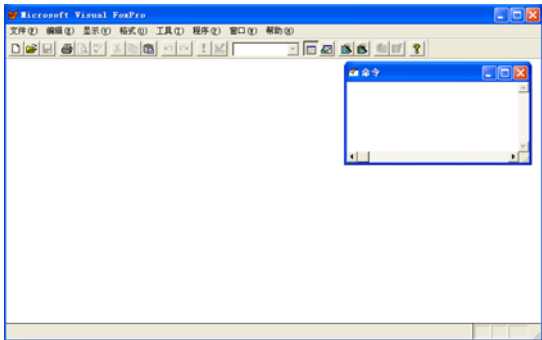 Microsoft Visual FoxPro
文件(F) 编辑(E) 显示(V) 格式(O) 工具(T) 程序(P) 窗口(W) 帮助(H)
命令